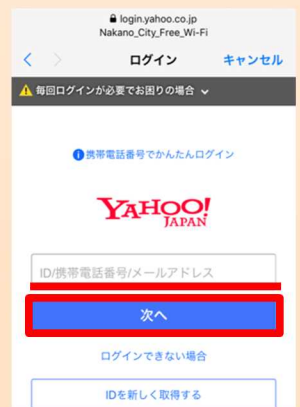 login.yahoo.co.jp
Nakano_City_Free_Wi-Fi
ログイン キャンセル
毎回ログインが必要でお困りの場合
携帯電話番号でかんたんログイン
YAHOO!
JAPAN
ID/携帯電話番号/メールアドレス
次へ
ログインできない場合
IDを新しく取得する